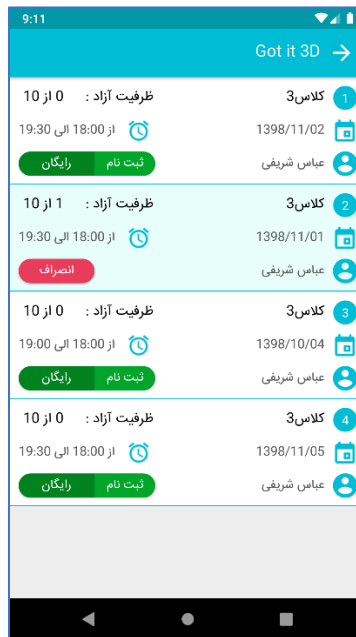 9:11
Got it 3D
1 کلاس3 ظرفیت آزاد : 0 از 10
1398/11/02 از 18:00 الی 19:30
عباس شریفی ثبت نام رایگان
2 کلاس3 ظرفیت آزاد : 1 از 10
1398/11/01 از 18:00 الی 19:30
عباس شریفی انصراف
3 کلاس3 ظرفیت آزاد : 0 از 10
1398/10/04 از 18:00 الی 19:00
عباس شریفی ثبت نام رایگان
4 کلاس3 ظرفیت آزاد : 0 از 10
1398/11/05 از 18:00 الی 19:30
عباس شریفی ثبت نام رایگان